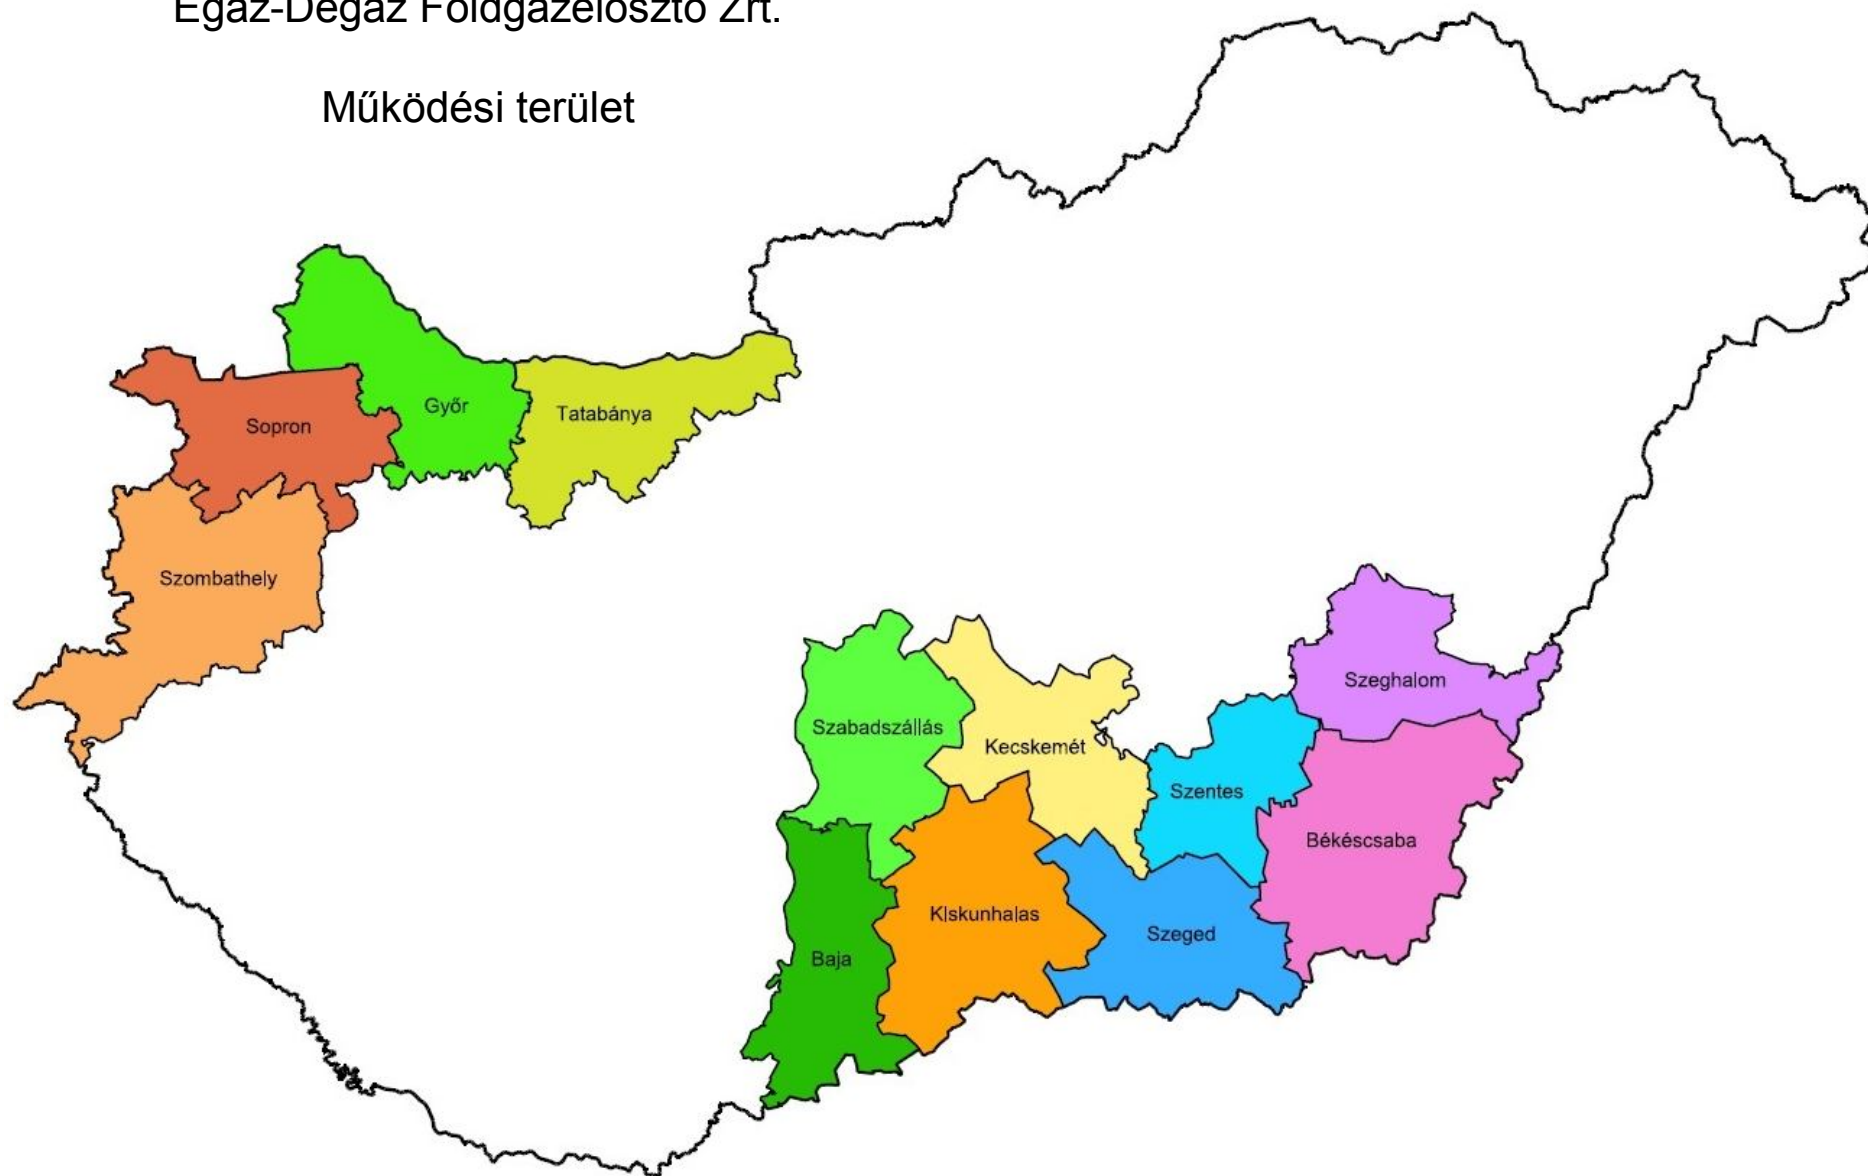 Égáz-Dégáz Földgázelosztó Zrt.
Működési terület
Győr
Tatabánya
Sopron
Szombathely
Szeghalom
Szabadszállás
Kecskemét
Szentes
Békéscsaba
Kiskunhalas
Szeged
Baja